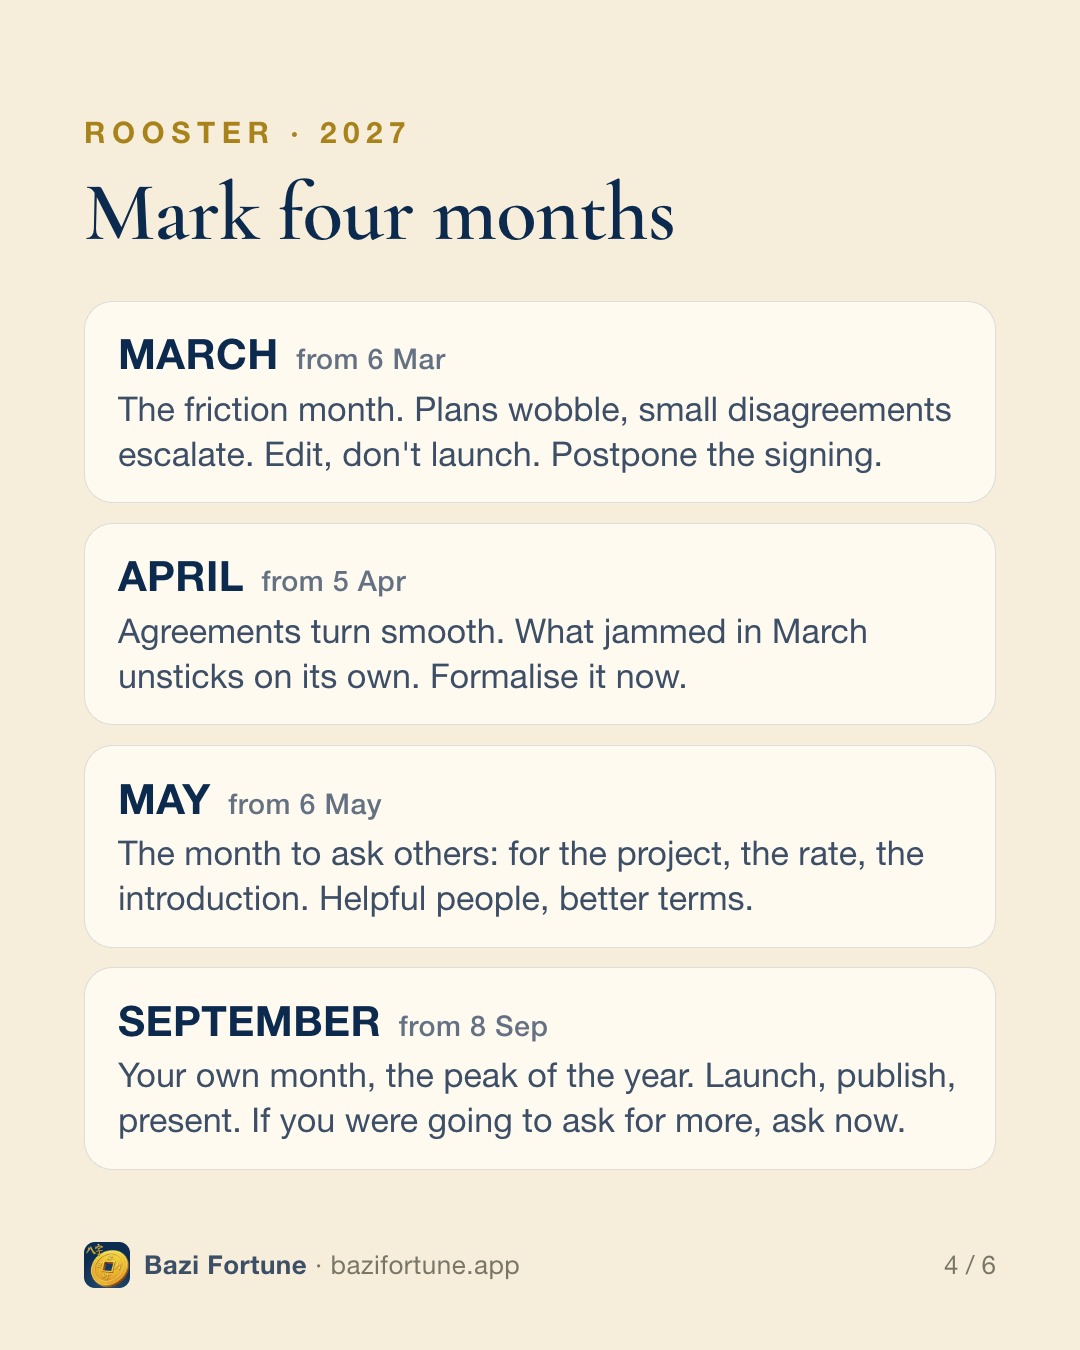 ROOSTER · 2027
Mark four months
MARCH from 6 Mar
The friction month. Plans wobble, small disagreements
escalate. Edit, don't launch. Postpone the signing.
APRIL from 5 Apr
Agreements turn smooth. What jammed in March
unsticks on its own. Formalise it now.
MAY from 6 May
The month to ask others: for the project, the rate, the
introduction. Helpful people, better terms.
SEPTEMBER from 8 Sep
Your own month, the peak of the year. Launch, publish,
present. If you were going to ask for more, ask now.
八字
Bazi Fortune · bazifortune.app
4 / 6